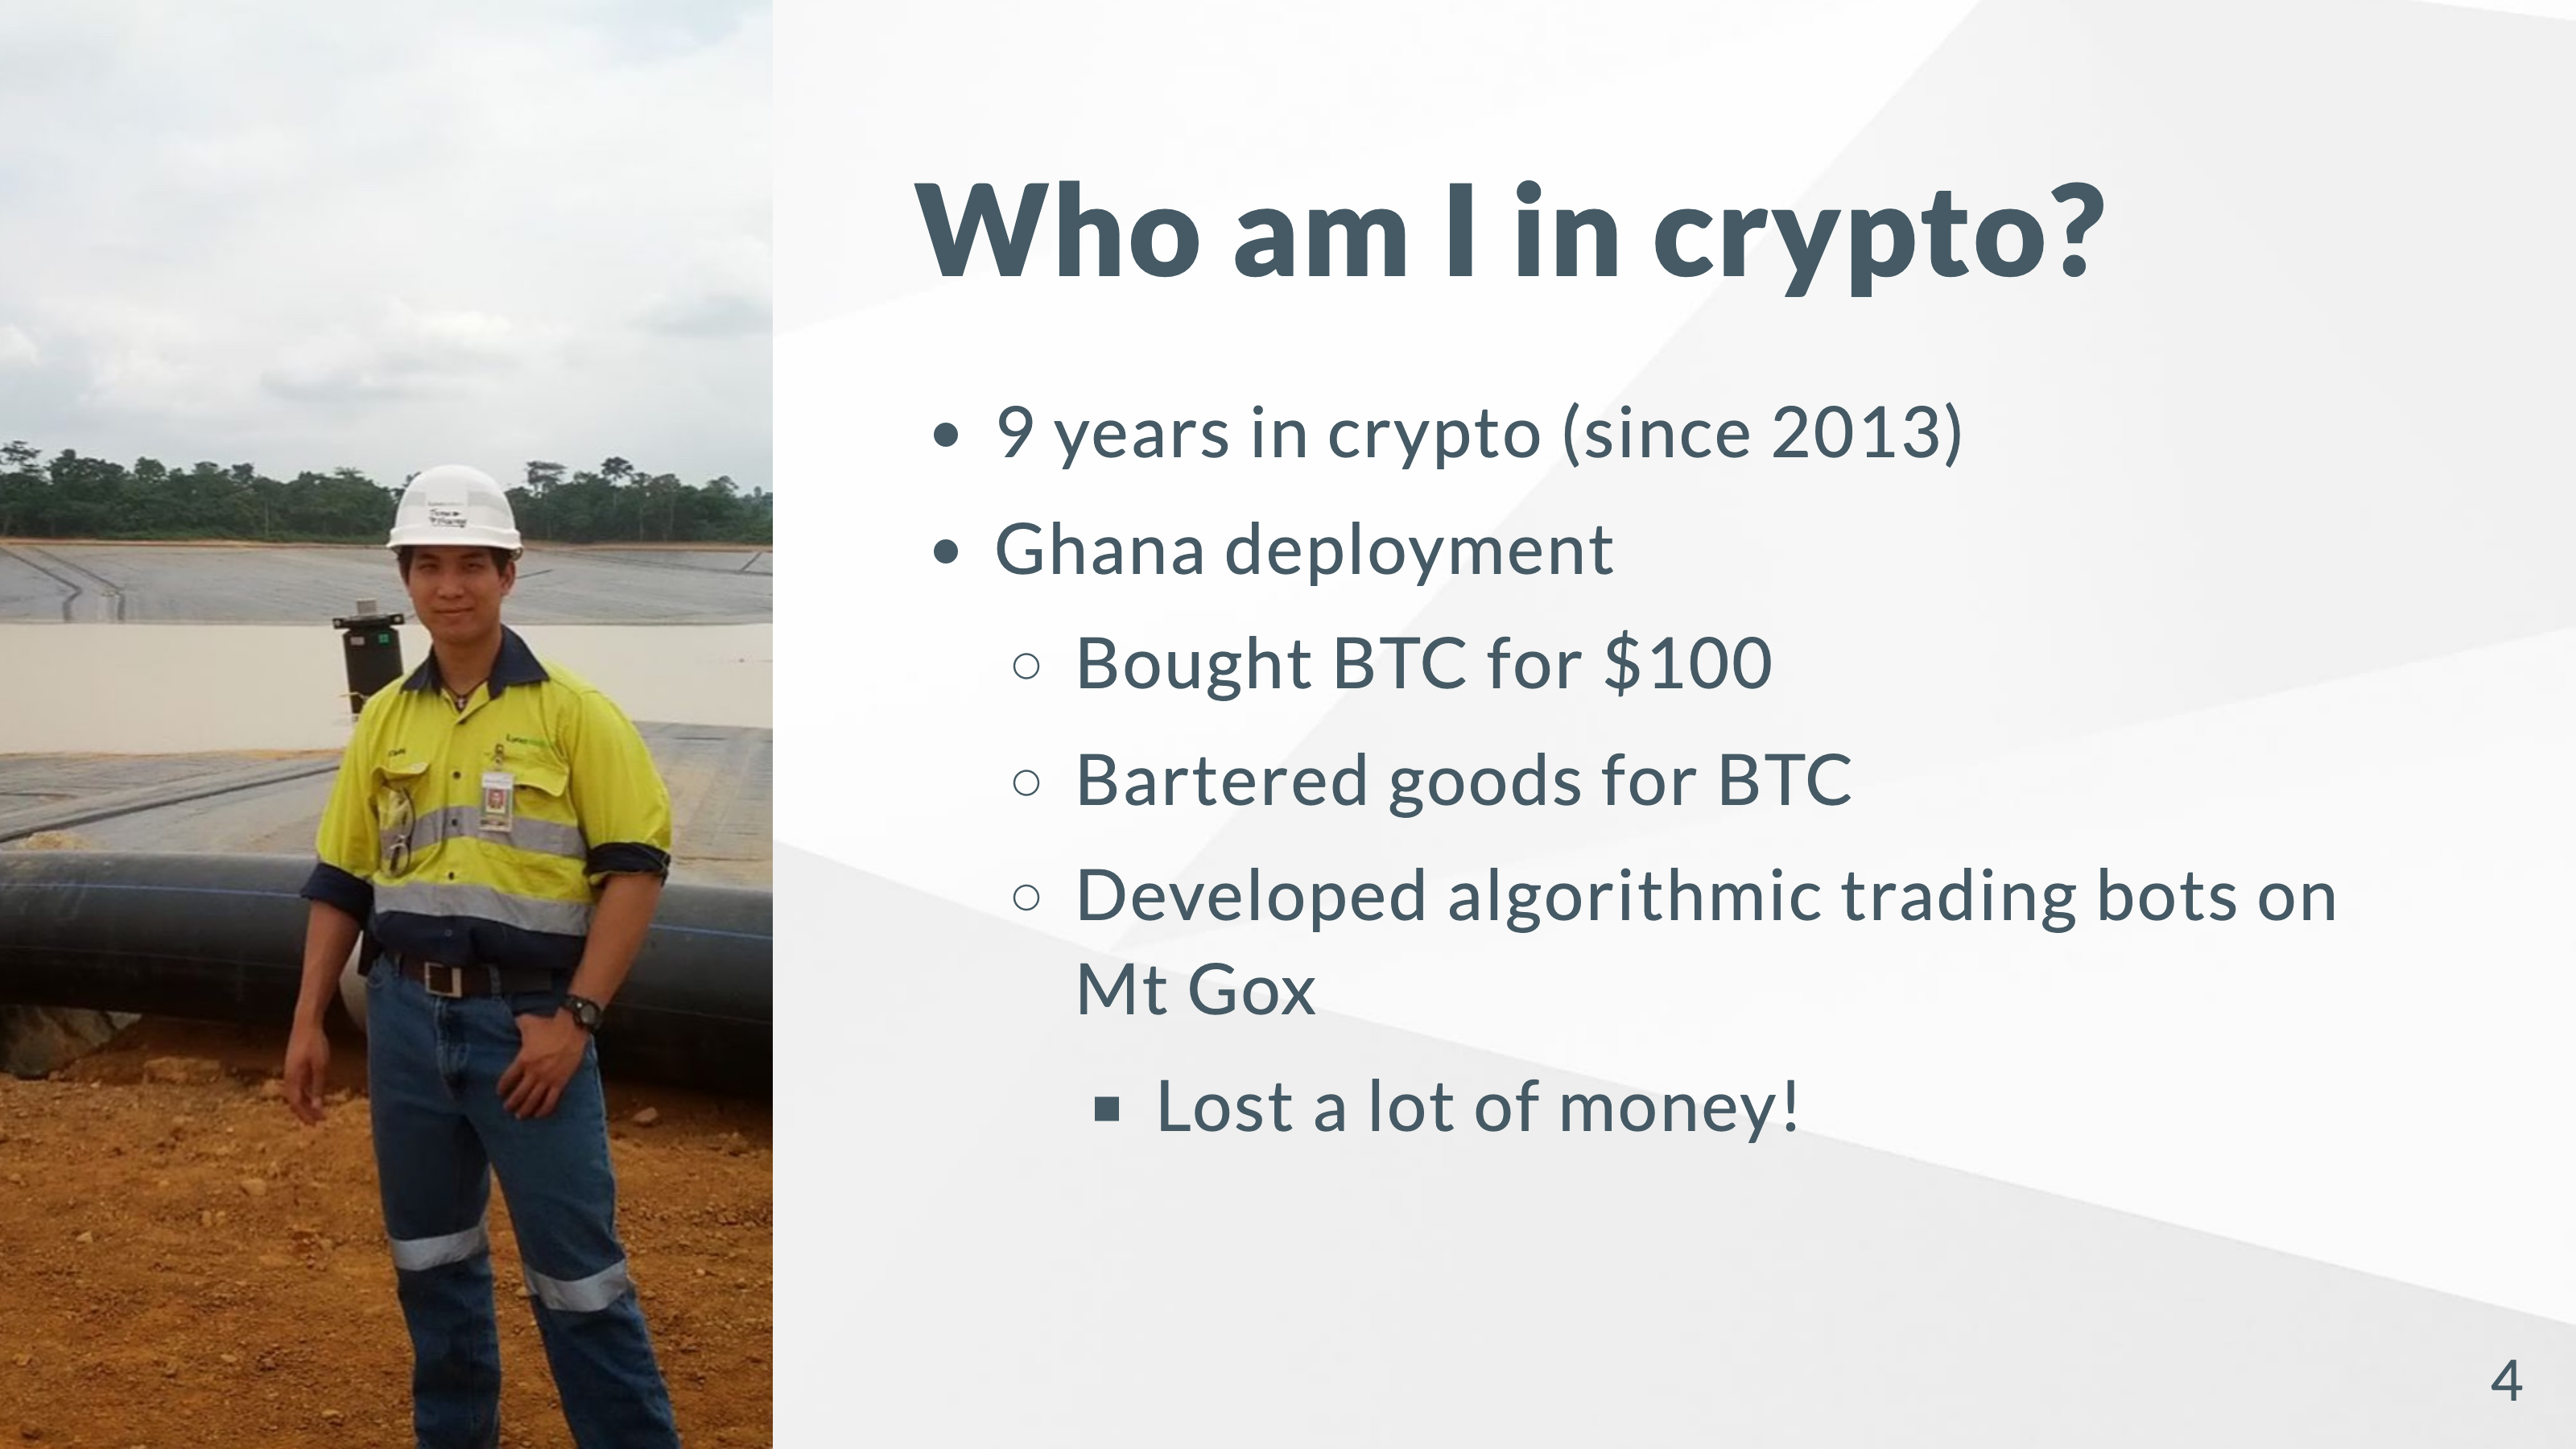 Who am I in crypto?
9 years in crypto (since 2013)
Ghana deployment
Bought BTC for $100
Bartered goods for BTC
Developed algorithmic trading bots on
Mt Gox
Lost a lot of money!
4